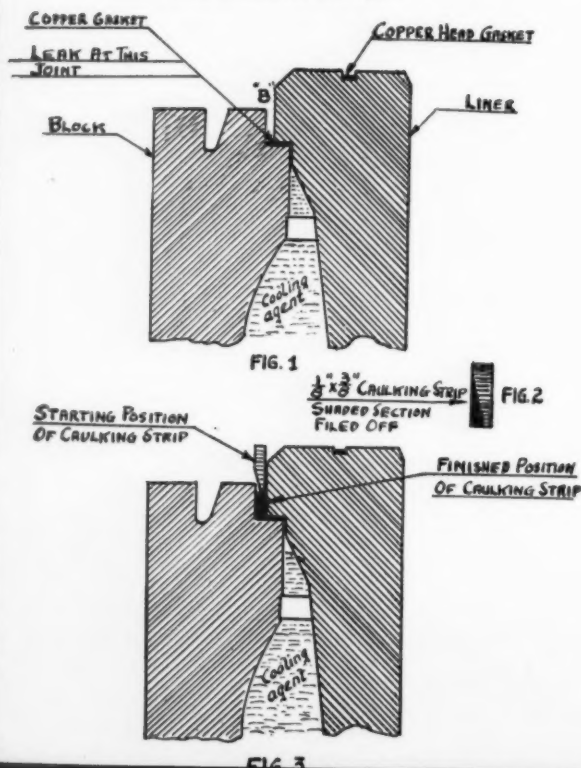 COPPER GASKET
LEAK AT THIS
JOINT
COPPER HEAD GASKET
"B"
LINER
BLOCK
Cooling
agent
FIG. 1
1/8" x 3/8" CAULKING STRIP
SHADED SECTION
FILED OFF
FIG. 2
STARTING POSITION
OF CAULKING STRIP
FINISHED POSITION
OF CAULKING STRIP
Cooling
agent
FIG. 3